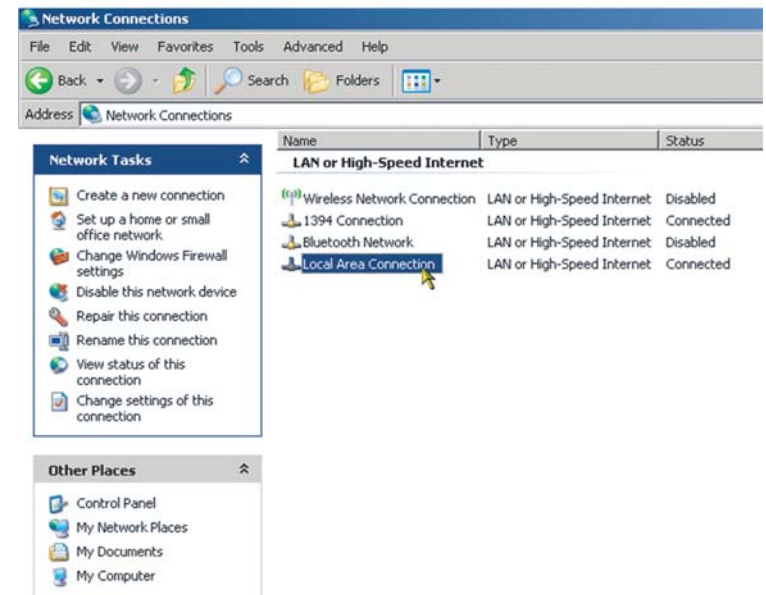 Network Connections
File Edit View Favorites Tools Advanced Help
Back Search Folders
Address Network Connections
Network Tasks
Create a new connection
Set up a home or small
office network
Change Windows Firewall
settings
Disable this network device
Repair this connection
Rename this connection
View status of this
connection
Change settings of this
connection
Other Places
Control Panel
My Network Places
My Documents
My Computer
Name Type Status
LAN or High-Speed Internet
Wireless Network Connection LAN or High-Speed Internet Disabled
1394 Connection LAN or High-Speed Internet Connected
Bluetooth Network LAN or High-Speed Internet Disabled
Local Area Connection LAN or High-Speed Internet Connected